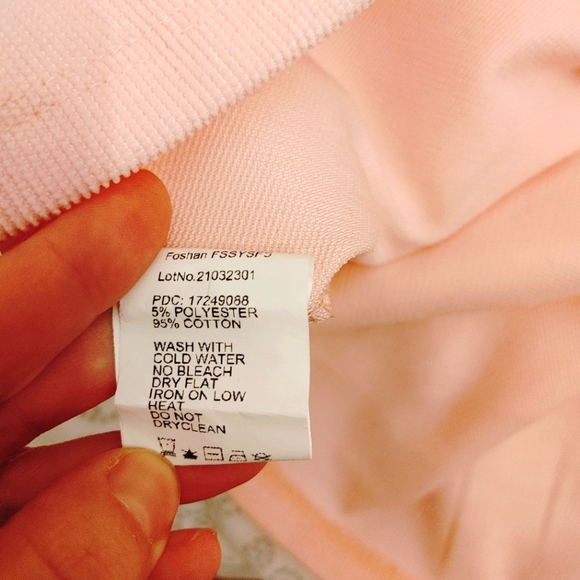 Foshan
LotNo.21032301
PDC: 17249088
5% POLYESTER
95% COTTON
WASH WITH
COLD WATER
NO BLEACH
DRY FLAT
IRON ON LOW
HEAT
DO NOT
DRYCLEAN